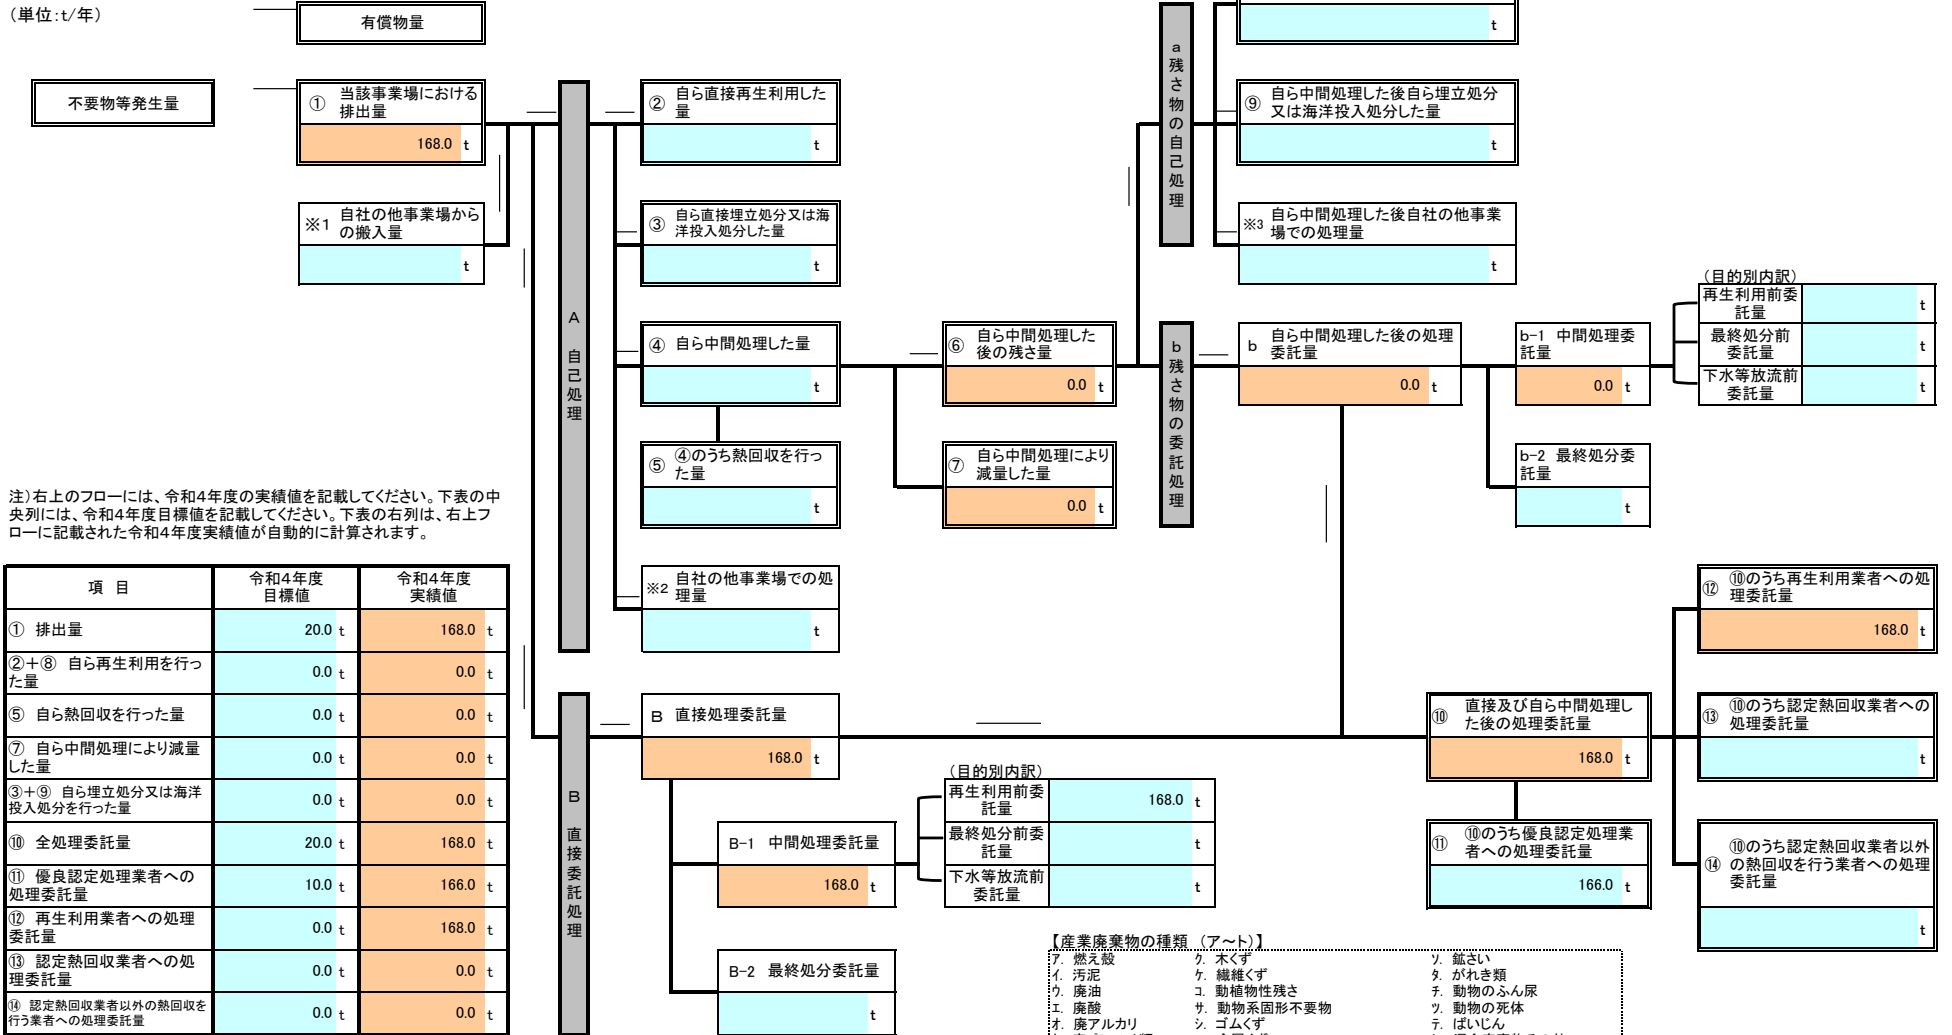 (単位:t/年)
有償物量
不要物等発生量
① 当該事業場における
排出量
168.0 t
※1 自社の他事業場から
の搬入量
t
A 自己処理
② 自ら直接再生利用した
量
t
③ 自ら直接埋立処分又は海
洋投入処分した量
t
④ 自ら中間処理した量
t
⑤ ④のうち熱回収を行っ
た量
t
※2 自社の他事業場での処
理量
t
⑥ 自ら中間処理した
後の残さ量
0.0 t
⑦ 自ら中間処理により
減量した量
0.0 t
a 残さ物の自己処理
t
⑨ 自ら中間処理した後自ら埋立処分
又は海洋投入処分した量
t
※3 自ら中間処理した後自社の他事業
場での処理量
t
b 残さ物の委託処理
b 自ら中間処理した後の処理
委託量
0.0 t
b-1 中間処理委
託量
0.0 t
b-2 最終処分委
託量
t
(目的別内訳)
再生利用前委
託量
t
最終処分前
委託量
t
下水等放流前
委託量
t
注)右上のフローには、令和4年度の実績値を記載してください。下表の中
央列には、令和4年度目標値を記載してください。下表の右列は、右上フ
ローに記載された令和4年度実績値が自動的に計算されます。
項 目 令和4年度 目標値 令和4年度 実績値
① 排出量 20.0 t 168.0 t
②+⑧ 自ら再生利用を行っ
た量 0.0 t 0.0 t
⑤ 自ら熱回収を行った量 0.0 t 0.0 t
⑦ 自ら中間処理により減量
した量 0.0 t 0.0 t
③+⑨ 自ら埋立処分又は海洋
投入処分を行った量 0.0 t 0.0 t
⑩ 全処理委託量 20.0 t 168.0 t
⑪ 優良認定処理業者への
処理委託量 10.0 t 166.0 t
⑫ 再生利用業者への処理
委託量 0.0 t 168.0 t
⑬ 認定熱回収業者への処
理委託量 0.0 t 0.0 t
⑭ 認定熱回収業者以外の熱回収を
行う業者への処理委託量 0.0 t 0.0 t
B 直接委託処理
B 直接処理委託量
168.0 t
B-1 中間処理委託量
168.0 t
B-2 最終処分委託量
t
(目的別内訳)
再生利用前委
託量
168.0 t
最終処分前委
託量
t
下水等放流前
委託量
t
⑩ 直接及び自ら中間処理し
た後の処理委託量
168.0 t
⑪ ⑩のうち優良認定処理業
者への処理委託量
166.0 t
⑫ ⑩のうち再生利用業者への処
理委託量
168.0 t
⑬ ⑩のうち認定熱回収業者への
処理委託量
t
⑭ ⑩のうち認定熱回収業者以外
の熱回収を行う業者への処理
委託量
t
【産業廃棄物の種類 (ア~ト)】
ア. 燃え殻 ク. 木くず ソ. 鉱さい
イ. 汚泥 ケ. 繊維くず タ. がれき類
ウ. 廃油 コ. 動植物性残さ チ. 動物のふん尿
エ. 廃酸 サ. 動物系固形不要物 ツ. 動物の死体
オ. 廃アルカリ シ. ゴムくず テ. ばいじん